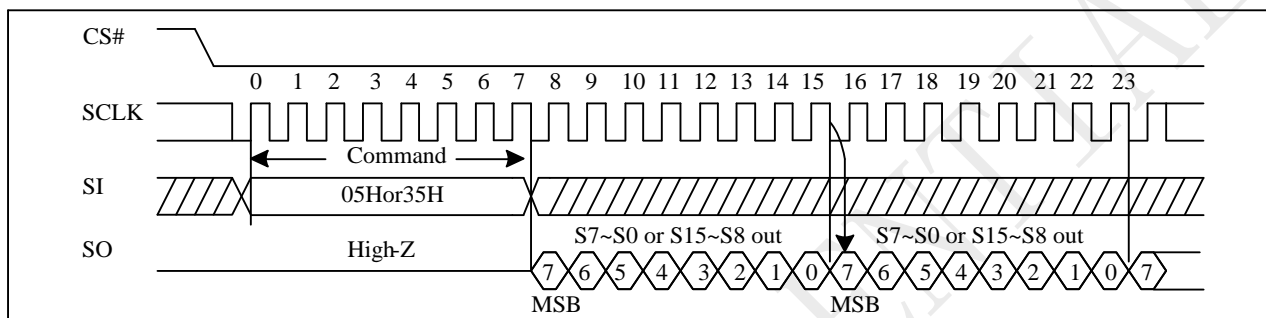 CS#
0 1 2 3 4 5 6 7 8 9 10 11 12 13 14 15 16 17 18 19 20 21 22 23
SCLK
Command
SI
05Hor35H
S7~S0 or S15~S8 out S7~S0 or S15~S8 out
SO
High-Z
7 6 5 4 3 2 1 0 7 6 5 4 3 2 1 0 7
MSB MSB